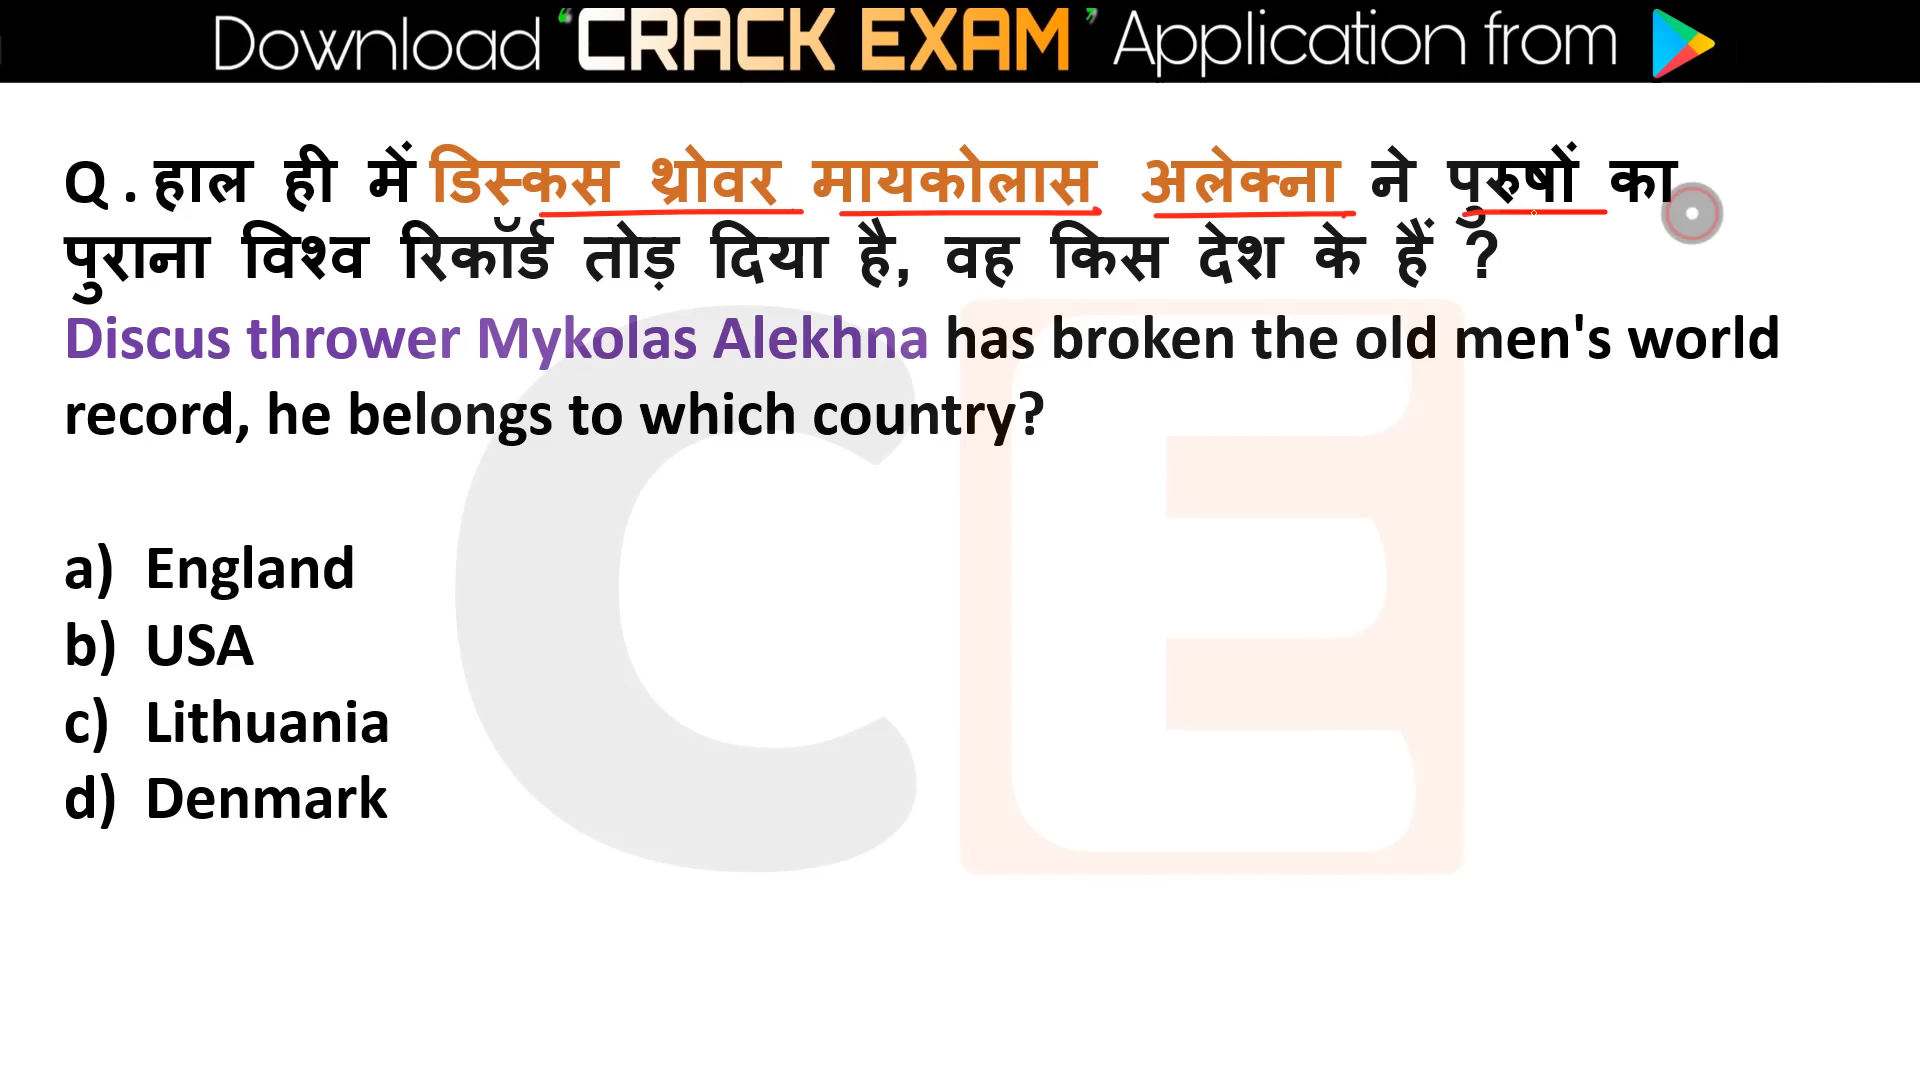 Download ‘CRACK EXAM’ Application from
Q . हाल ही में डिस्कस थ्रोवर मायकोलास अलेक्ना ने पुरुषों का
पुराना विश्व रिकॉर्ड तोड़ दिया है, वह किस देश के हैं ?
Discus thrower Mykolas Alekhna has broken the old men's world
record, he belongs to which country?
a) England
b) USA
c) Lithuania
d) Denmark
CE